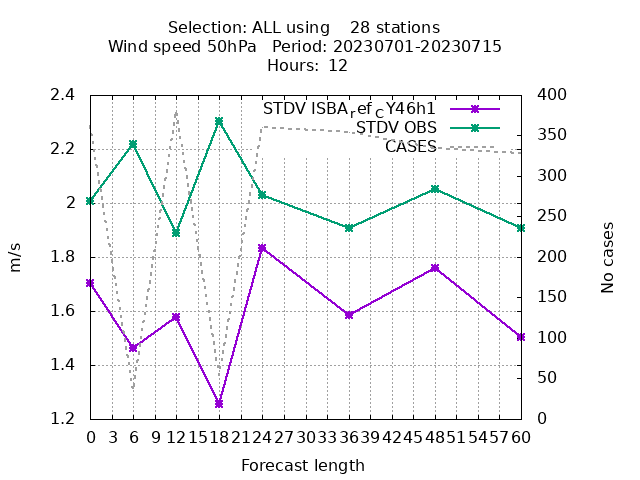 Selection: ALL using 28 stations
Wind speed 50hPa Period: 20230701-20230715
Hours: 12
STDV ISBA_ref_CY46h1
STDV OBS
CASES
2.4
2.2
2
1.8
1.6
1.4
1.2
m/s
400
350
300
250
200
150
100
50
0
No cases
0 3 6 9 12 15 18 21 24 27 30 33 36 39 42 45 48 51 54 57 60
Forecast length